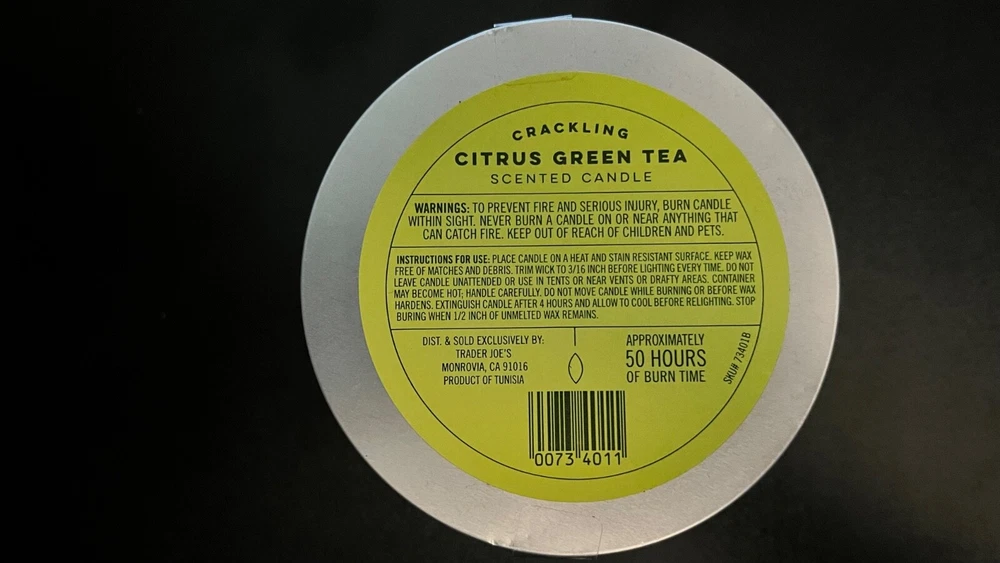 CRACKLING
CITRUS GREEN TEA
SCENTED CANDLE
WARNINGS: TO PREVENT FIRE AND SERIOUS INJURY, BURN CANDLE
WITHIN SIGHT. NEVER BURN A CANDLE ON OR NEAR ANYTHING THAT
CAN CATCH FIRE. KEEP OUT OF REACH OF CHILDREN AND PETS.
INSTRUCTIONS FOR USE: PLACE CANDLE ON A HEAT AND STAIN RESISTANT SURFACE. KEEP WAX
FREE OF MATCHES AND DEBRIS. TRIM WICK TO 3/16 INCH BEFORE LIGHTING EVERY TIME. DO NOT
LEAVE CANDLE UNATTENDED OR USE IN TENTS OR NEAR VENTS OR DRAFTY AREAS. CONTAINER
MAY BECOME HOT; HANDLE CAREFULLY. DO NOT MOVE CANDLE WHILE BURNING OR BEFORE WAX
HARDENS. EXTINGUISH CANDLE AFTER 4 HOURS AND ALLOW TO COOL BEFORE RELIGHTING. STOP
BURING WHEN 1/2 INCH OF UNMELTED WAX REMAINS.
DIST. & SOLD EXCLUSIVELY BY:
TRADER JOE'S
MONROVIA, CA 91016
PRODUCT OF TUNISIA
APPROXIMATELY
50 HOURS
OF BURN TIME
SKU# 73401B
0073 4011